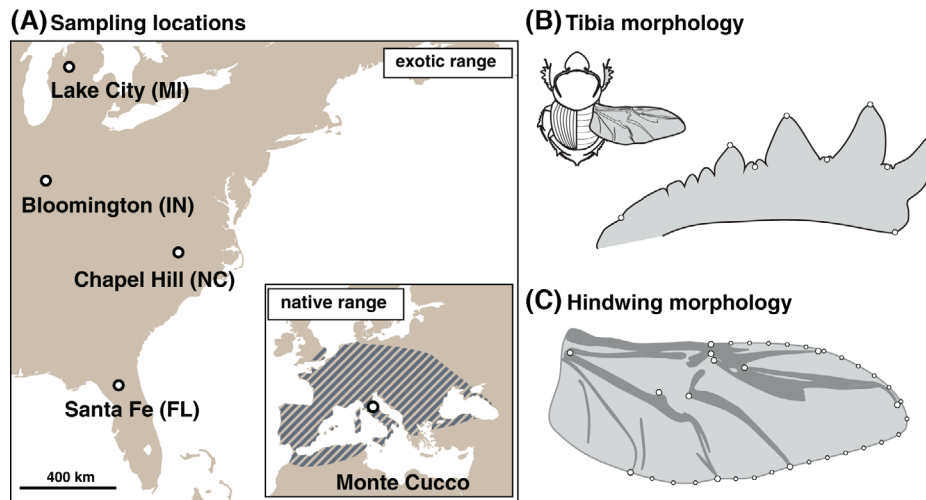 (A) Sampling locations
exotic range
Lake City (MI)
Bloomington (IN)
Chapel Hill (NC)
Santa Fe (FL)
400 km
native range
Monte Cucco
(B) Tibia morphology
(C) Hindwing morphology